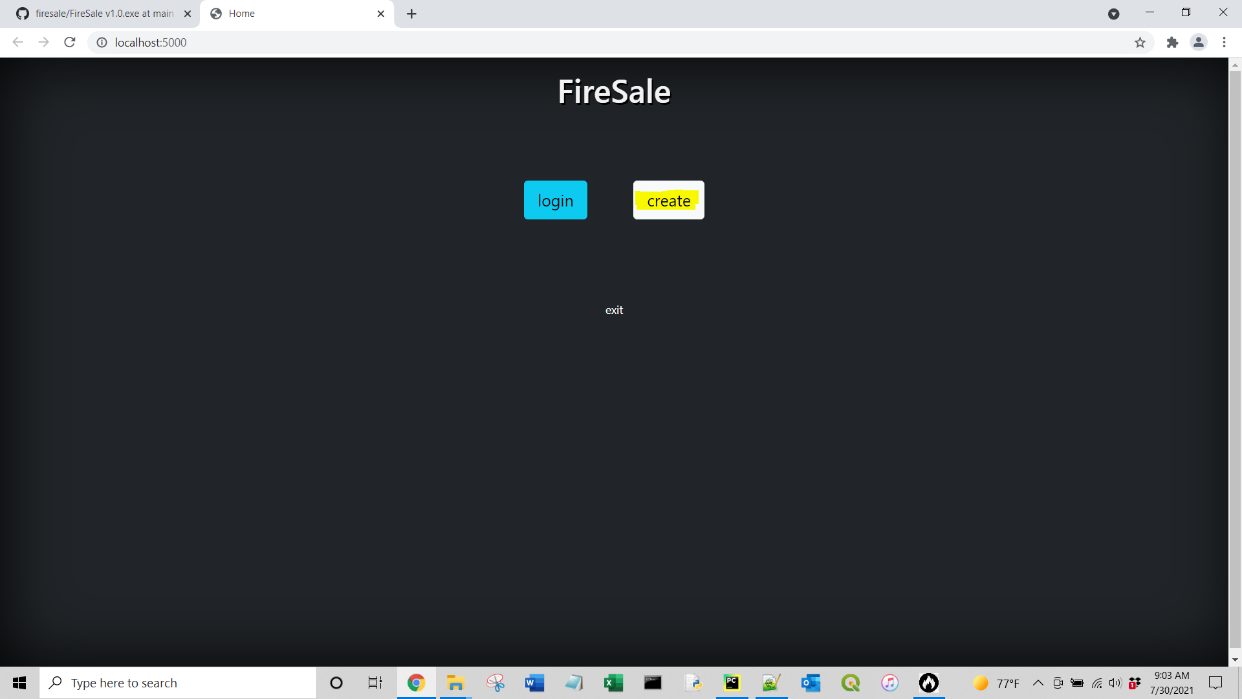 firesale/FireSale v1.0.exe at main
Home
localhost:5000
FireSale
login
create
exit
Type here to search
77°F
9:03 AM
7/30/2021